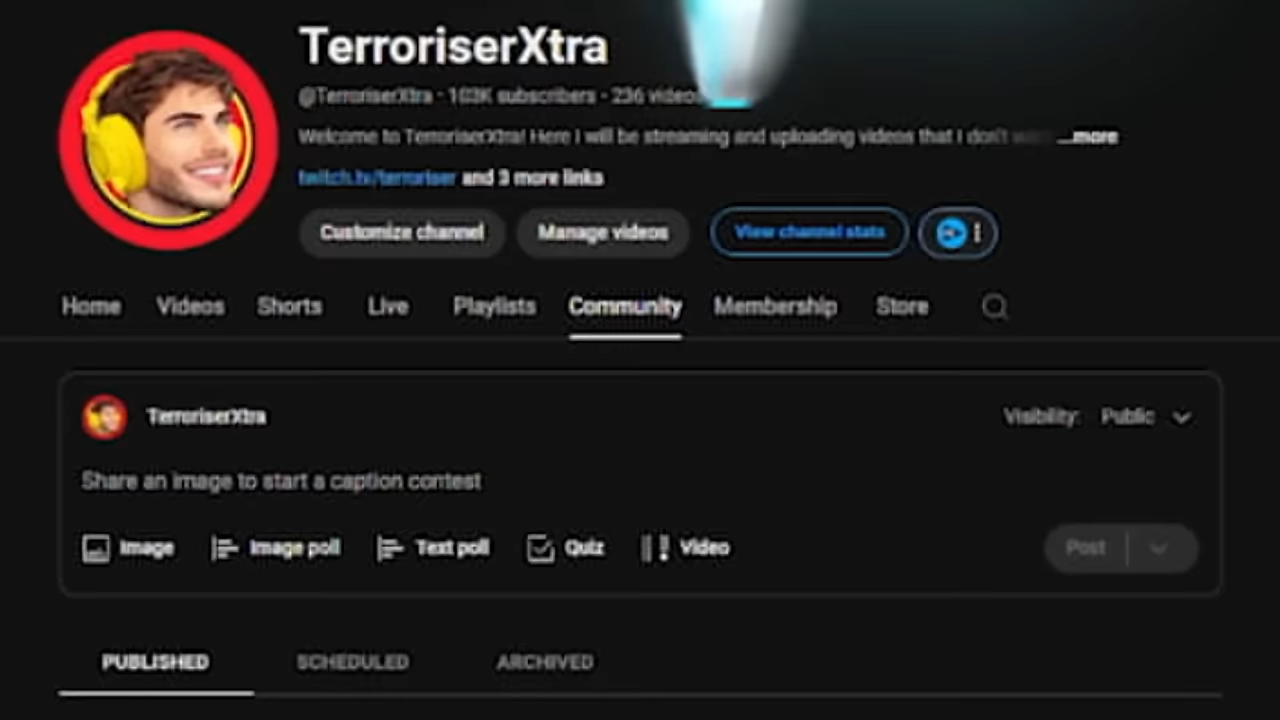 TerroriserXtra
@TerroriserXtra · 103K subscribers · 236 videos
Welcome to TerroriserXtra! Here I will be streaming and uploading videos that I don't ...more
twitch.tv/terroriser and 3 more links
Customize channel Manage videos View channel stats
Home Videos Shorts Live Playlists Community Membership Store
TerroriserXtra Visibility: Public
Share an image to start a caption contest
Image Image poll Text poll Quiz Video Post
PUBLISHED SCHEDULED ARCHIVED